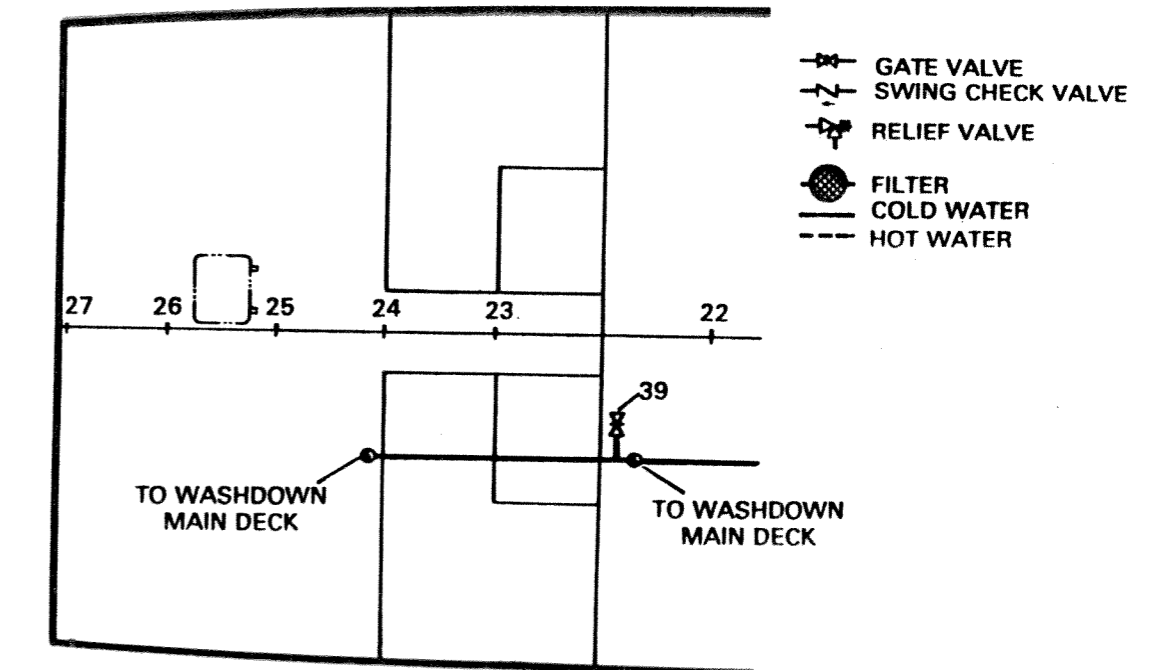 GATE VALVE
SWING CHECK VALVE
RELIEF VALVE
FILTER
COLD WATER
HOT WATER
27 26 25 24 23 22
39
TO WASHDOWN
MAIN DECK
TO WASHDOWN
MAIN DECK